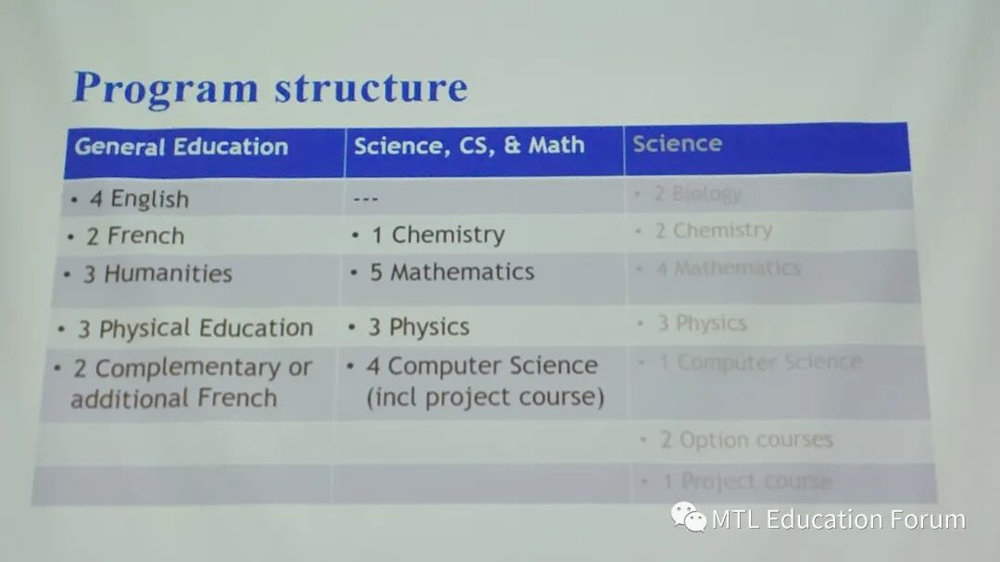 Program structure
General Education Science, CS, & Math Science
• 4 English --- • 2 Biology
• 2 French • 1 Chemistry • 2 Chemistry
• 3 Humanities • 5 Mathematics • 4 Mathematics
• 3 Physical Education • 3 Physics • 3 Physics
• 2 Complementary or • 4 Computer Science • 1 Computer Science
additional French (incl project course)
• 2 Option courses
• 1 Project course
MTL Education Forum